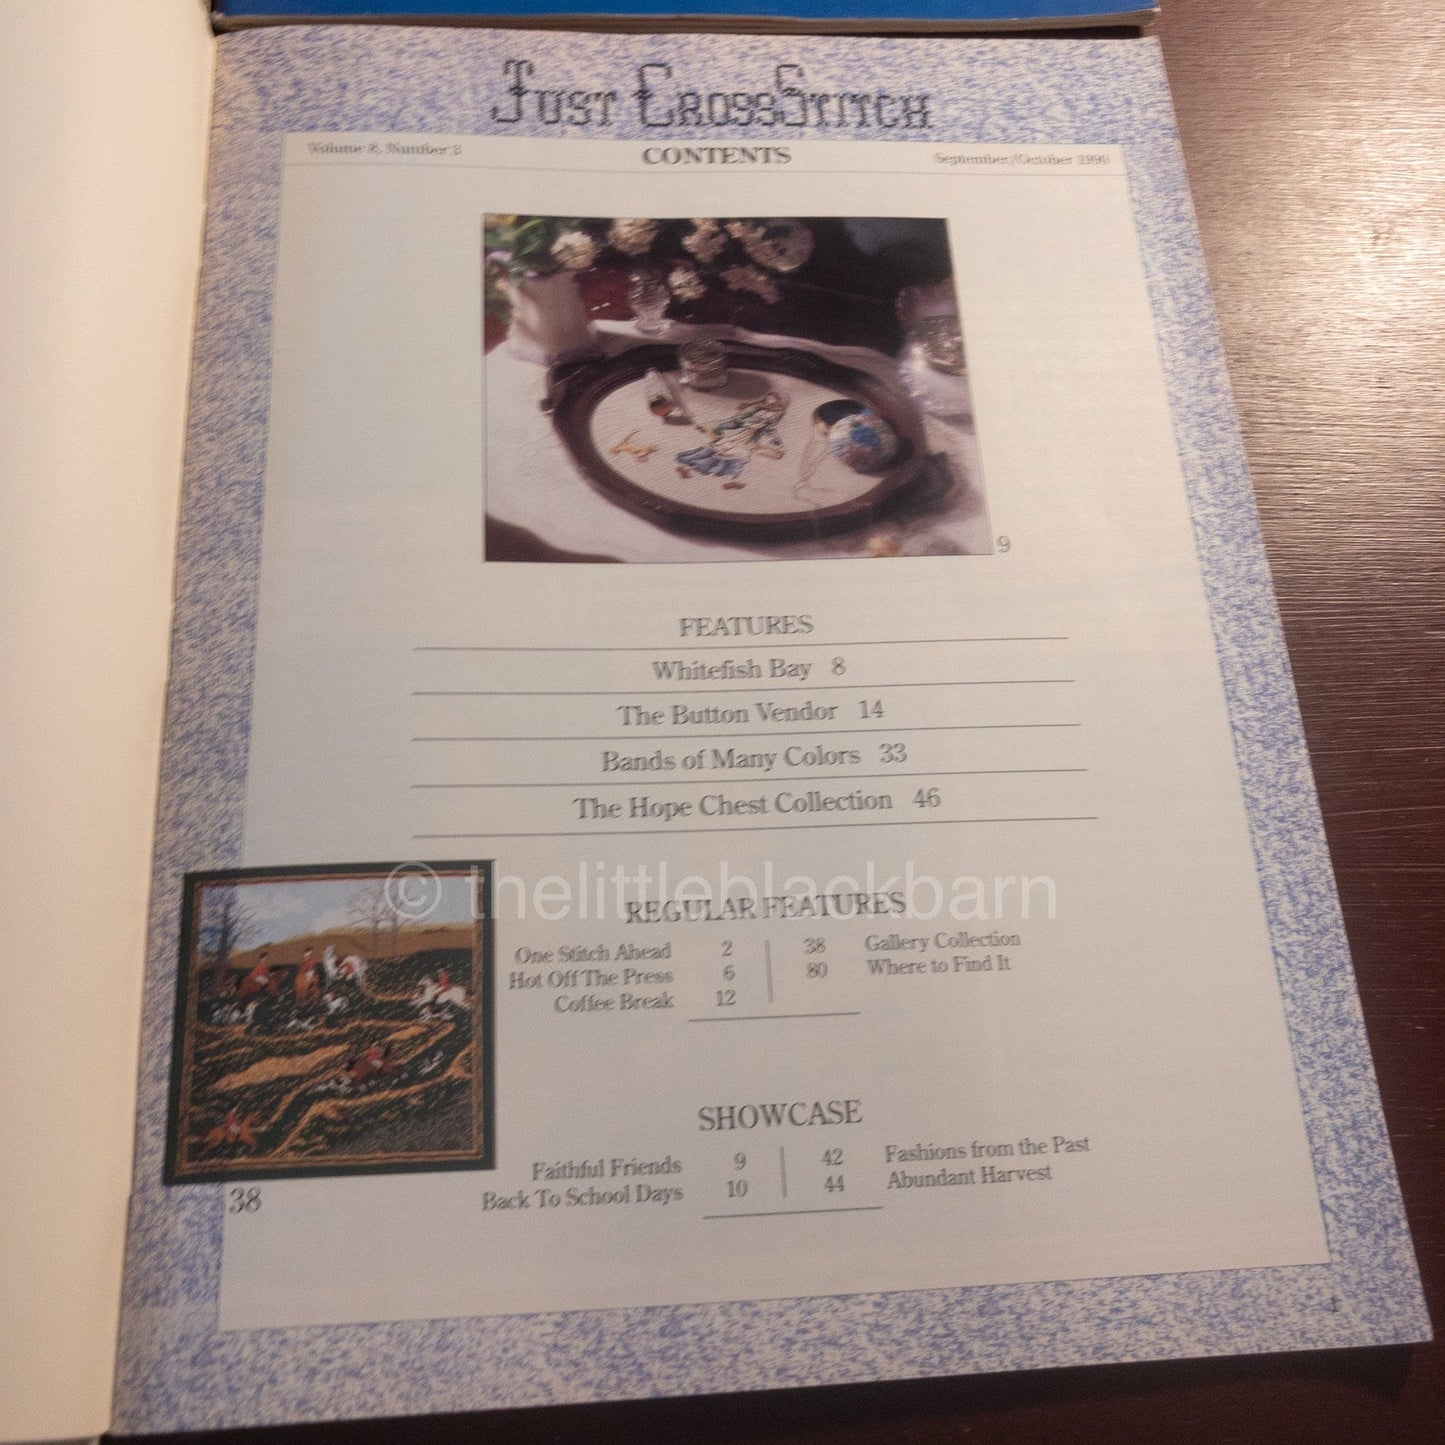 Just CrossStitch
Volume 8, Number 3
CONTENTS
September/October 1990
9
FEATURES
Whitefish Bay 8
The Button Vendor 14
Bands of Many Colors 33
The Hope Chest Collection 46
© thelittleblackbarn
REGULAR FEATURES
One Stitch Ahead 2
Hot Off The Press 6
Coffee Break 12
38 Gallery Collection
80 Where to Find It
SHOWCASE
Faithful Friends 9
Back To School Days 10
42 Fashions from the Past
44 Abundant Harvest
38
1